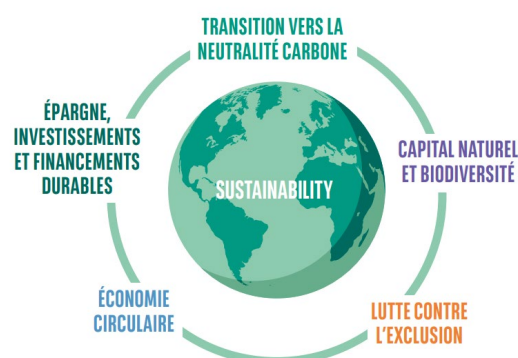 TRANSITION VERS LA
NEUTRALITÉ CARBONE
ÉPARGNE,
INVESTISSEMENTS
ET FINANCEMENTS
DURABLES
CAPITAL NATUREL
ET BIODIVERSITÉ
SUSTAINABILITY
ÉCONOMIE
CIRCULAIRE
LUTTE CONTRE
L'EXCLUSION